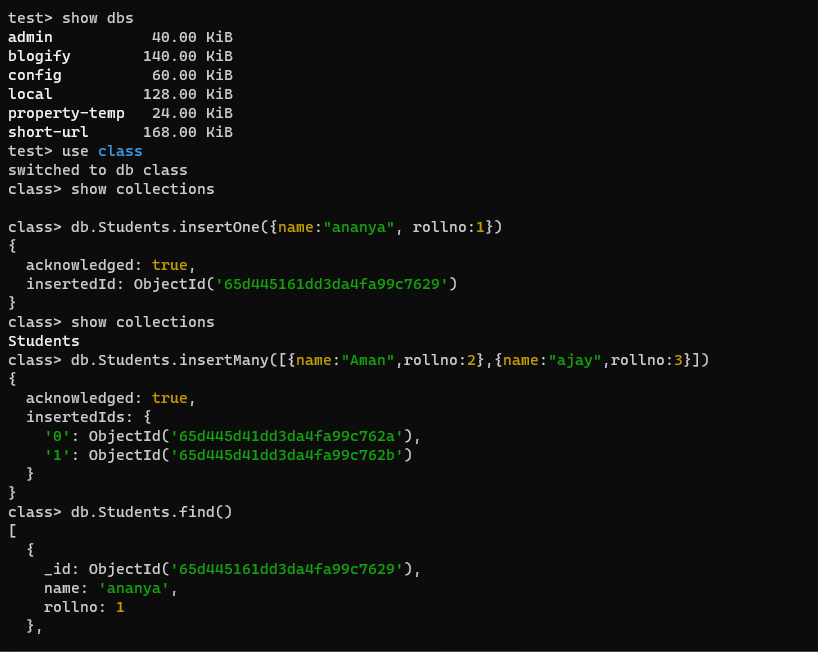 test> show dbs
admin           40.00 KiB
blogify        140.00 KiB
config          60.00 KiB
local          128.00 KiB
property-temp   24.00 KiB
short-url      168.00 KiB
test> use class
switched to db class
class> show collections

class> db.Students.insertOne({name:"ananya", rollno:1})
{
  acknowledged: true,
  insertedId: ObjectId('65d445161dd3da4fa99c7629')
}
class> show collections
Students
class> db.Students.insertMany([{name:"Aman",rollno:2},{name:"ajay",rollno:3}])
{
  acknowledged: true,
  insertedIds: {
    '0': ObjectId('65d445d41dd3da4fa99c762a'),
    '1': ObjectId('65d445d41dd3da4fa99c762b')
  }
}
class> db.Students.find()
[
  {
    _id: ObjectId('65d445161dd3da4fa99c7629'),
    name: 'ananya',
    rollno: 1
  },